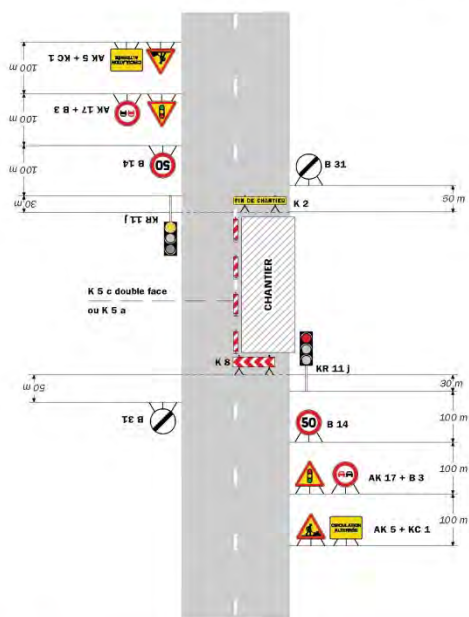 100 m
AK 5 + KC 1
CIRCULATION
ALTERNÉE
100 m
AK 17 + B 3
100 m
B 14
50
B 31
30 m
KR 11 j
FIN DE CHANTIER
K 2
50 m
CHANTIER
K 5 c double face
ou K 5 a
K 8
KR 11 j
50 m
30 m
B 31
50
B 14
100 m
AK 17 + B 3
100 m
CIRCULATION
ALTERNÉE
AK 5 + KC 1
100 m